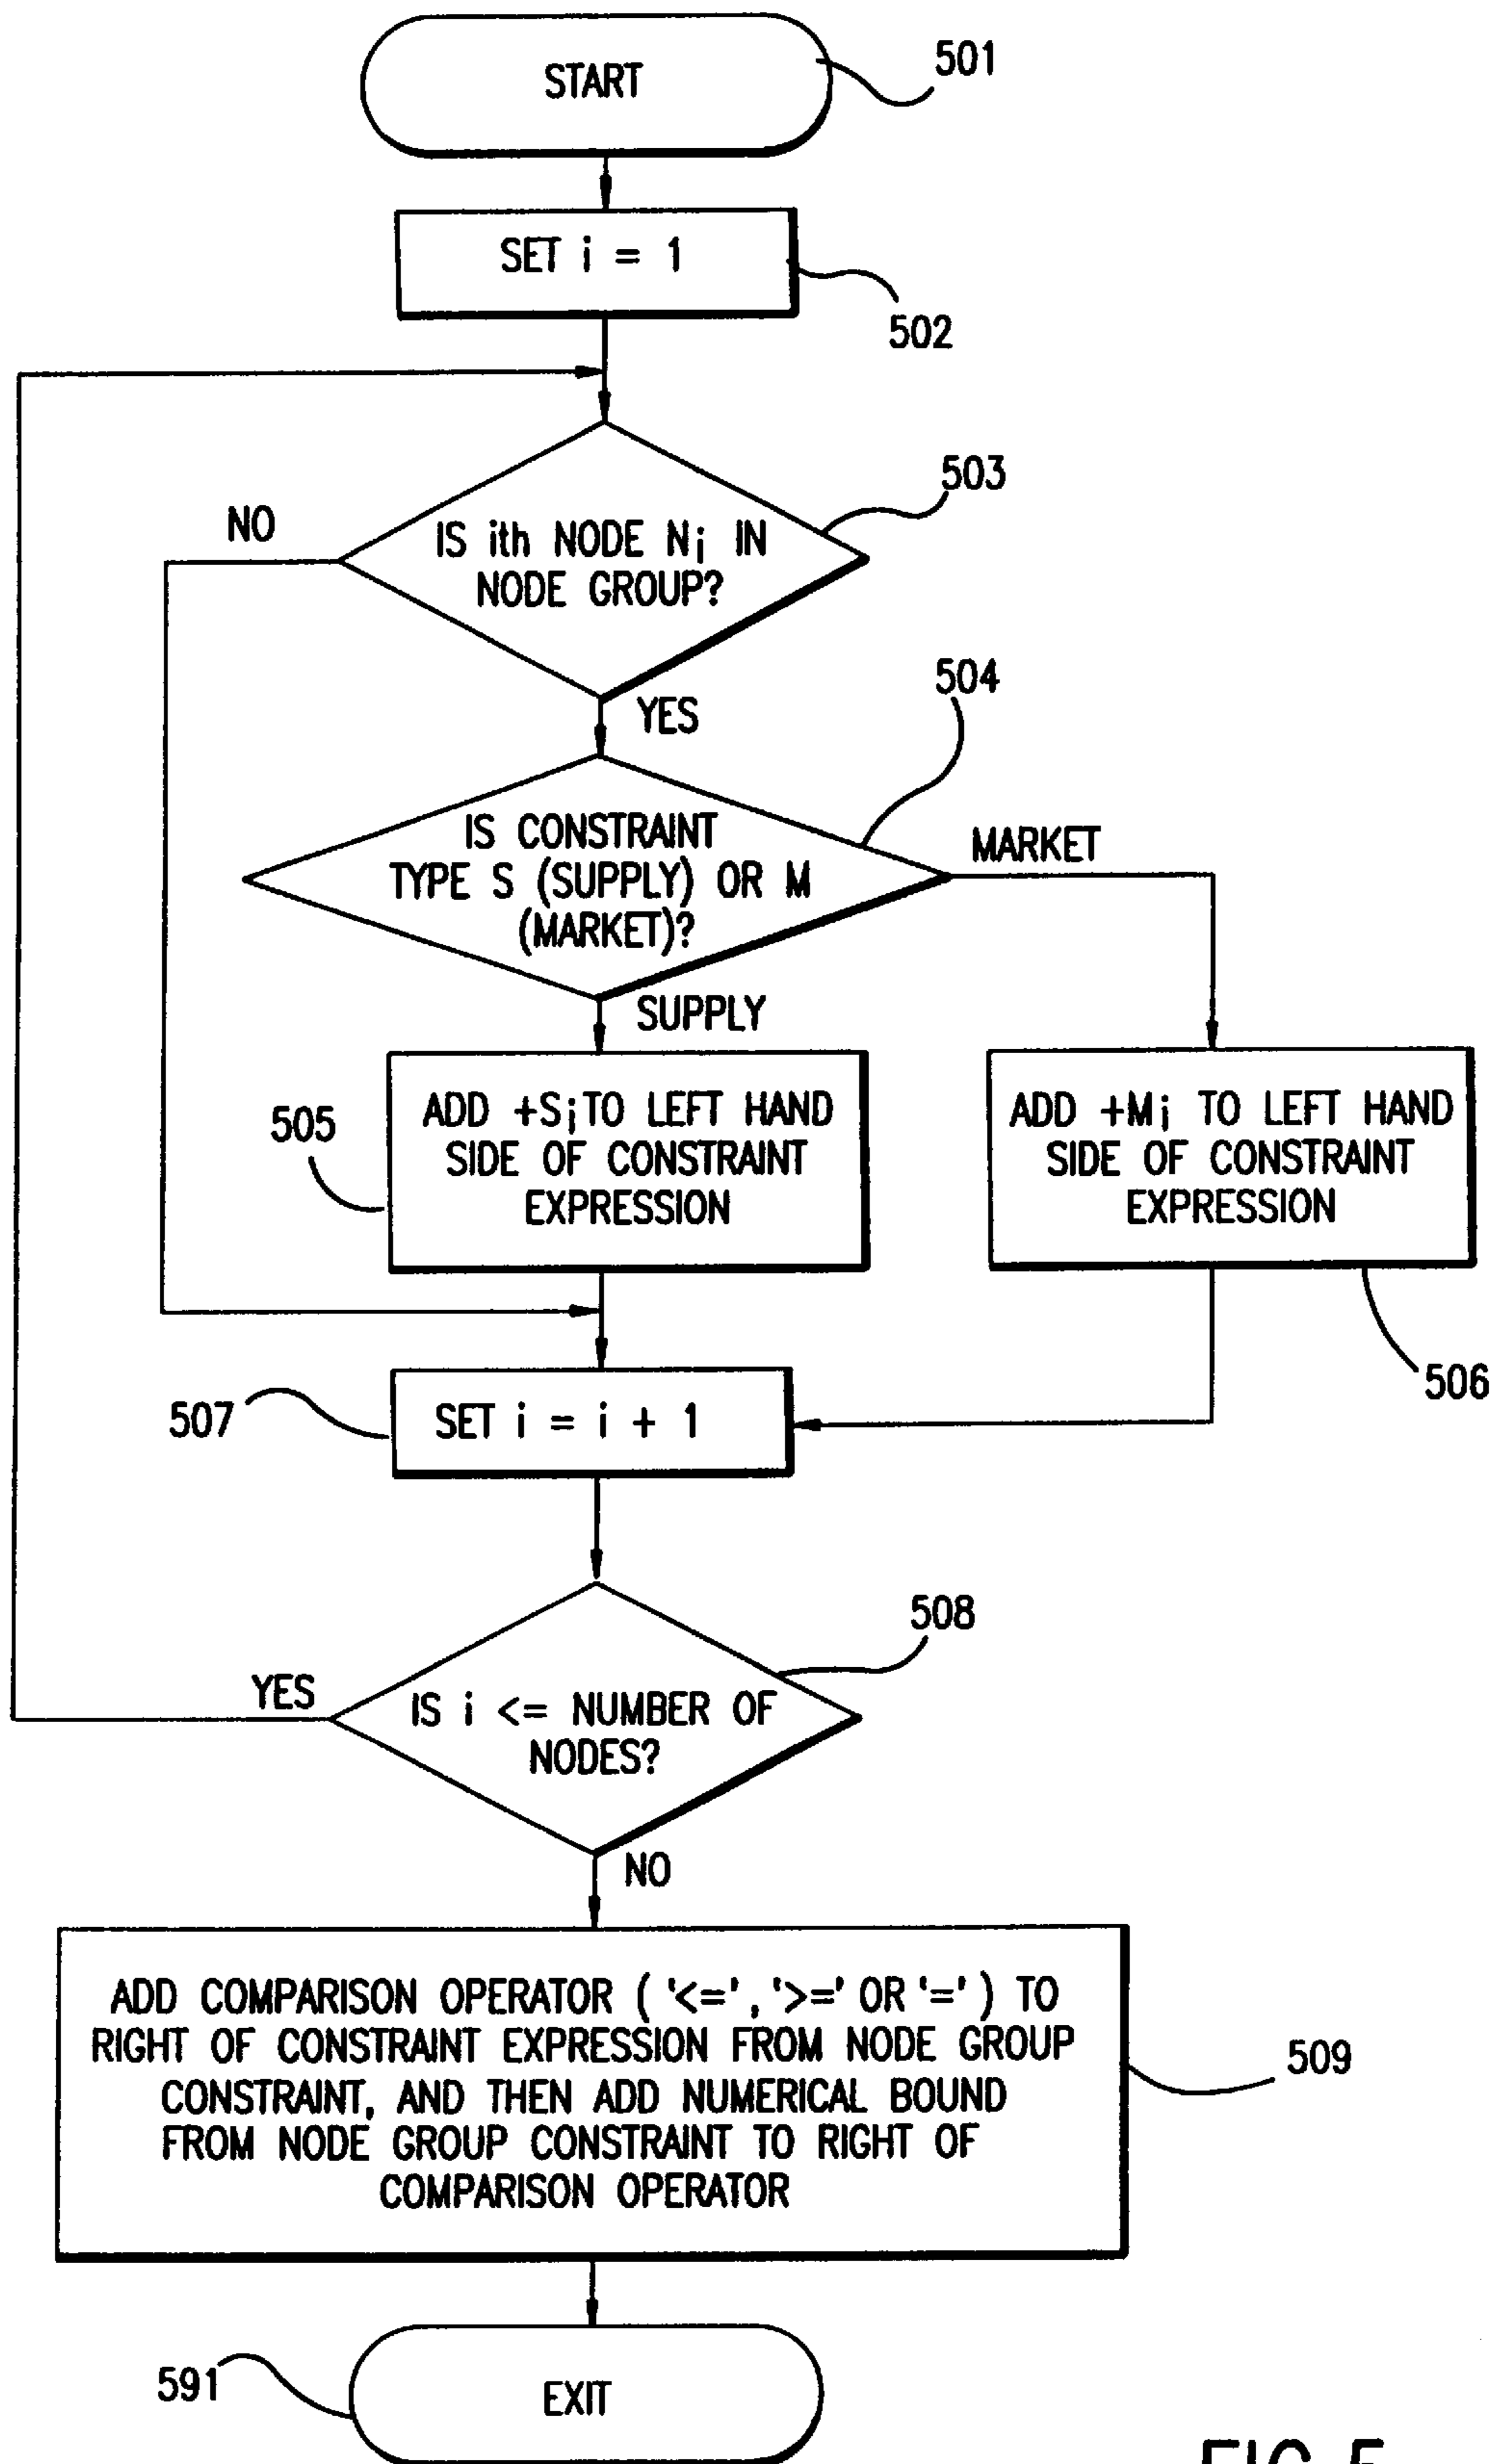 START
501
SET i = 1
502
503
NO
IS ith NODE Ni IN
NODE GROUP?
YES
504
IS CONSTRAINT
TYPE S (SUPPLY) OR M
(MARKET)?
MARKET
SUPPLY
505
ADD +Si TO LEFT HAND
SIDE OF CONSTRAINT
EXPRESSION
ADD +Mi TO LEFT HAND
SIDE OF CONSTRAINT
EXPRESSION
506
507
SET i = i + 1
508
YES
IS i <= NUMBER OF
NODES?
NO
ADD COMPARISON OPERATOR ( '<=', '>=' OR '=' ) TO
RIGHT OF CONSTRAINT EXPRESSION FROM NODE GROUP
CONSTRAINT, AND THEN ADD NUMERICAL BOUND
FROM NODE GROUP CONSTRAINT TO RIGHT OF
COMPARISON OPERATOR
509
591
EXIT
FIG.5